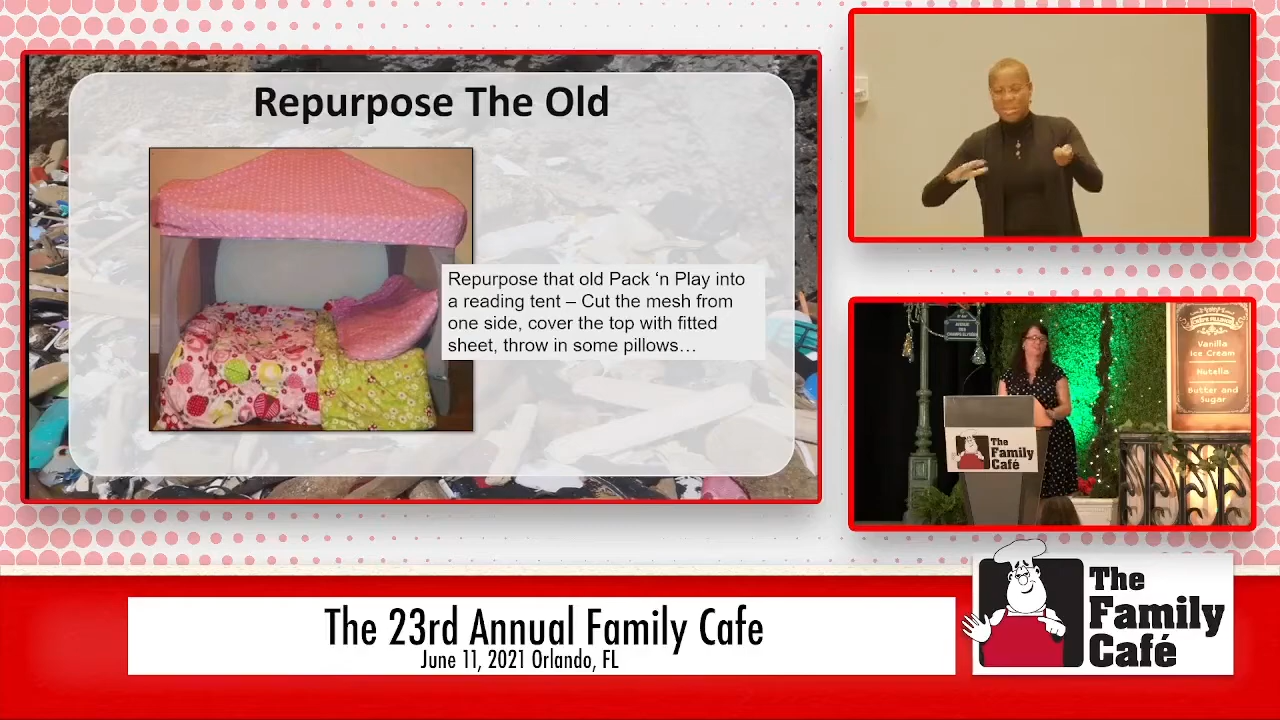 Repurpose The Old
Repurpose that old Pack ‘n Play into
a reading tent – Cut the mesh from
one side, cover the top with fitted
sheet, throw in some pillows…
Vanilla
Ice Cream
Nutella
Butter and
Sugar
The
Family
Café
The 23rd Annual Family Cafe
June 11, 2021 Orlando, FL
The
Family
Café